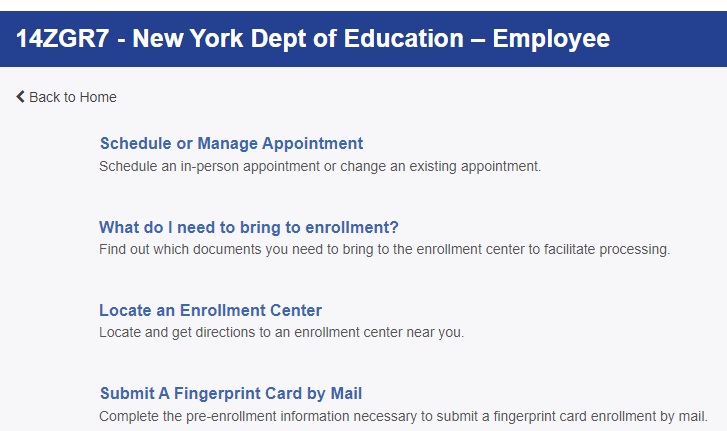 14ZGR7 - New York Dept of Education – Employee
Back to Home
Schedule or Manage Appointment
Schedule an in-person appointment or change an existing appointment.
What do I need to bring to enrollment?
Find out which documents you need to bring to the enrollment center to facilitate processing.
Locate an Enrollment Center
Locate and get directions to an enrollment center near you.
Submit A Fingerprint Card by Mail
Complete the pre-enrollment information necessary to submit a fingerprint card enrollment by mail.